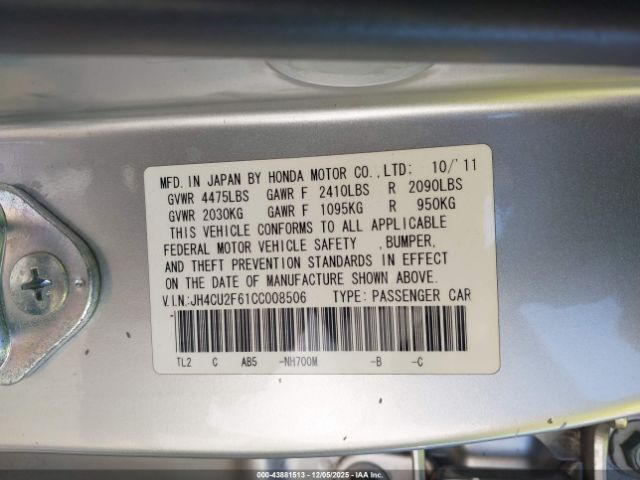 MFD. IN JAPAN BY HONDA MOTOR CO.,LTD: 10/'11
GVWR 4475LBS GAWR F 2410LBS R 2090LBS
GVWR 2030KG GAWR F 1095KG R 950KG
THIS VEHICLE CONFORMS TO ALL APPLICABLE
FEDERAL MOTOR VEHICLE SAFETY ,BUMPER,
AND THEFT PREVENTION STANDARDS IN EFFECT
ON THE DATE OF MANUFACTURE SHOWN ABOVE.
V.I.N:JH4CU2F61CC008506 TYPE: PASSENGER CAR
TL2 C AB5 -NH700M -B -C
000-43881513 - 12/05/2025 - IAAI.COM